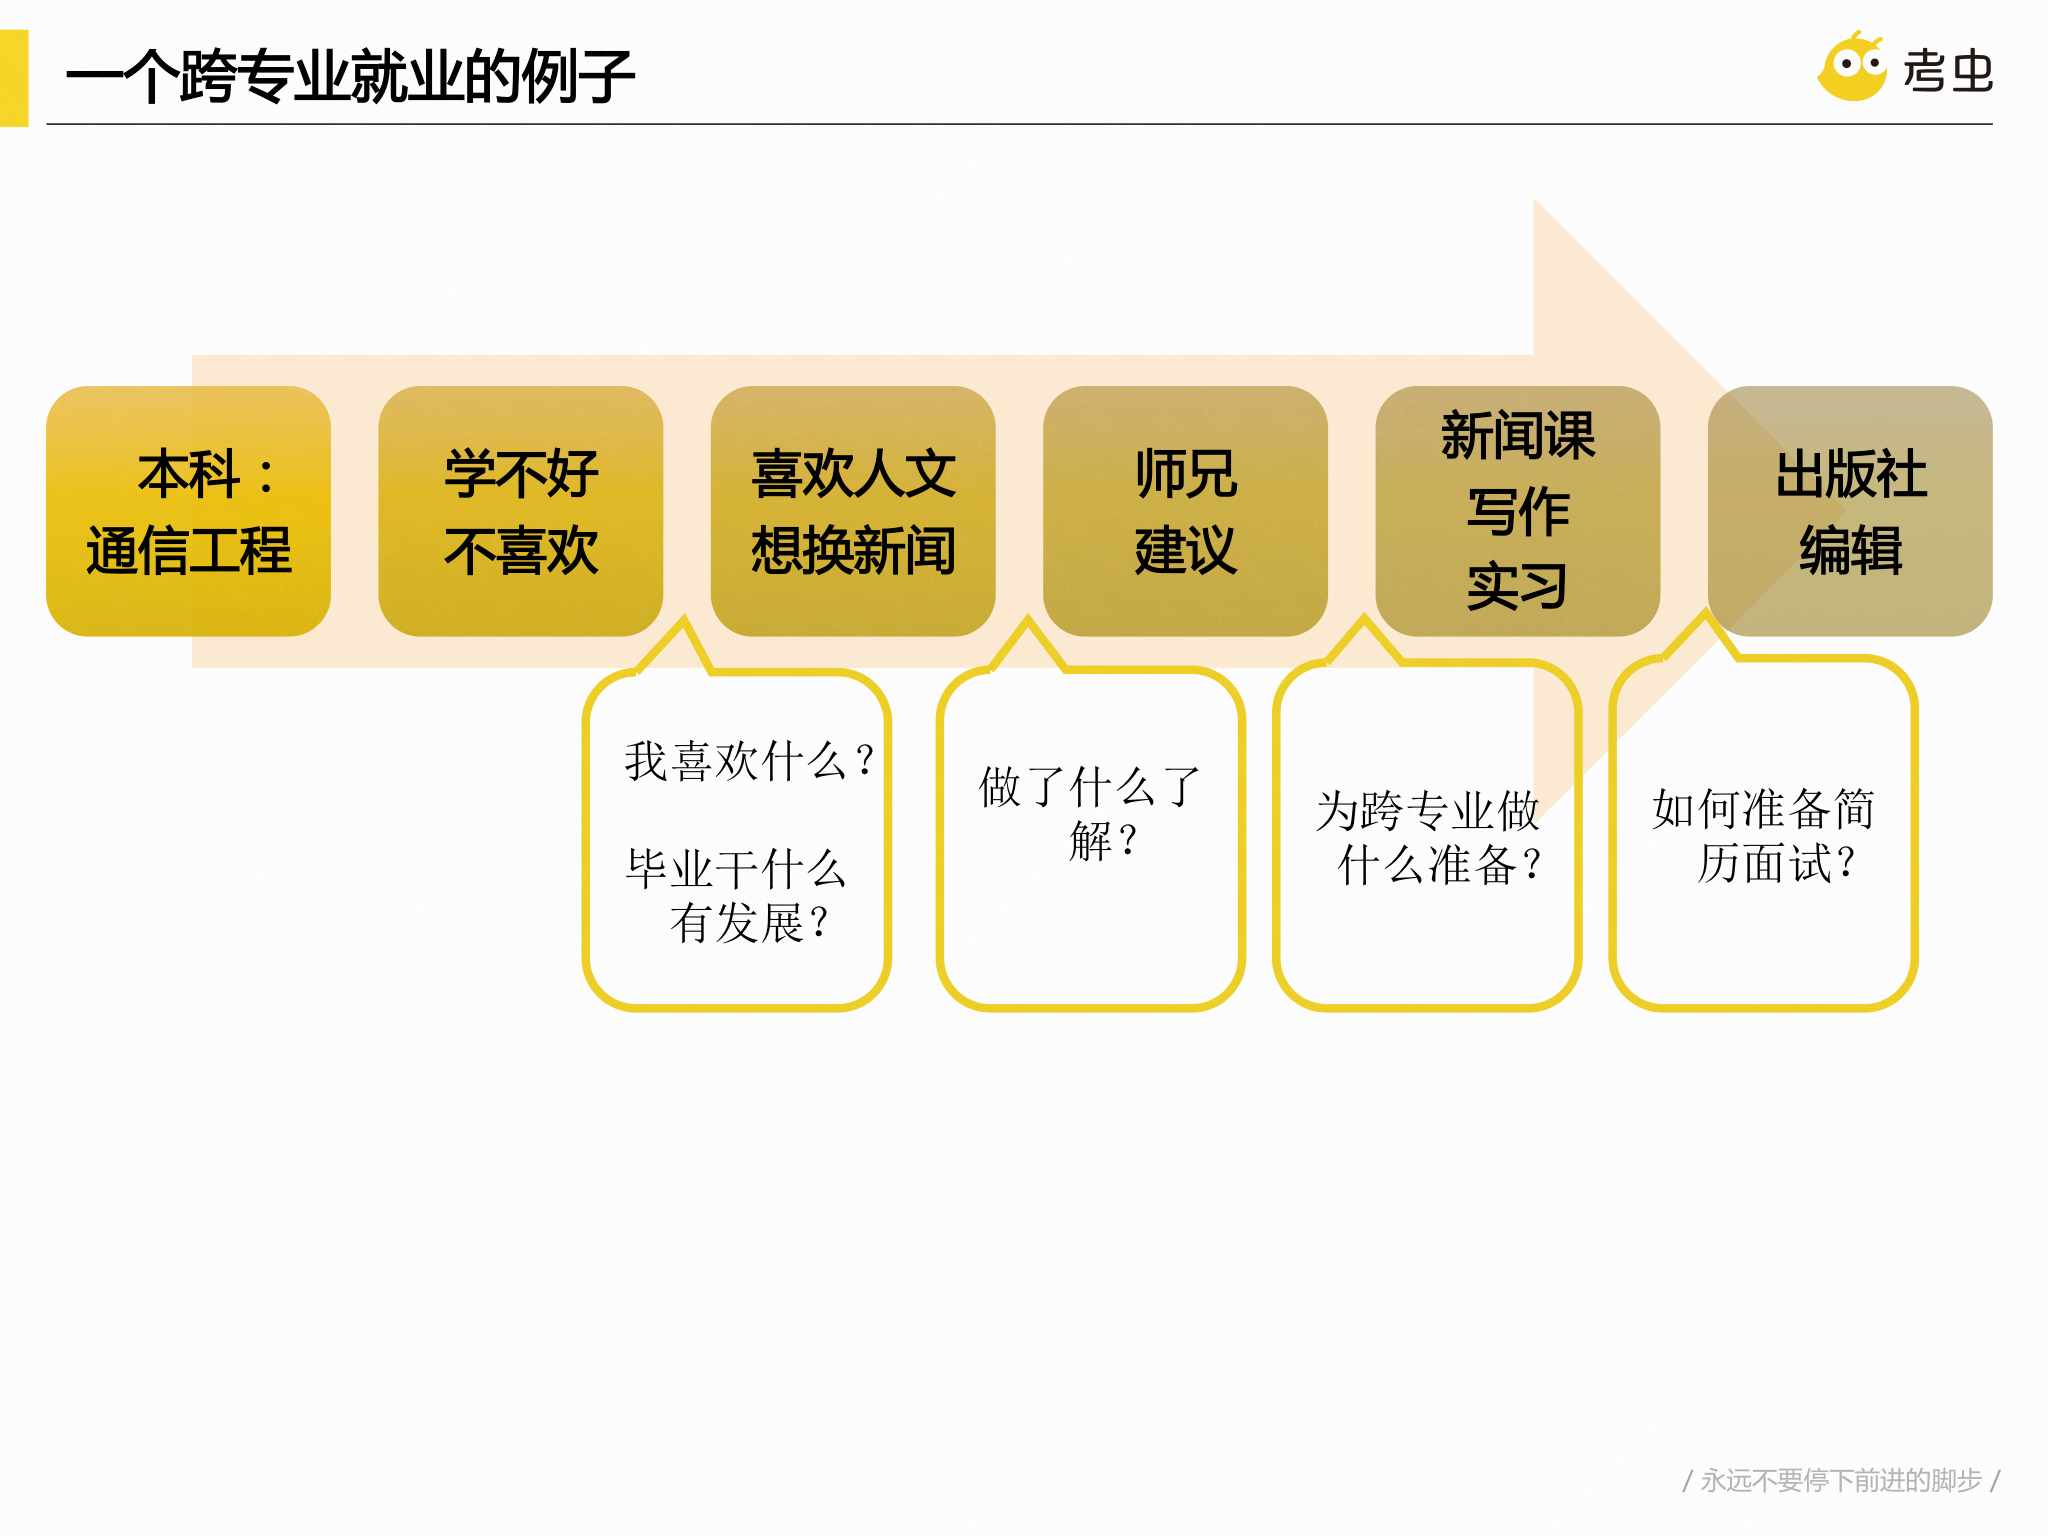 一个跨专业就业的例子
考虫
本科：
通信工程
学不好
不喜欢
喜欢人文
想换新闻
师兄
建议
新闻课
写作
实习
出版社
编辑
我喜欢什么？
毕业干什么
有发展？
做了什么了
解？
为跨专业做
什么准备？
如何准备简
历面试？
/ 永远不要停下前进的脚步 /